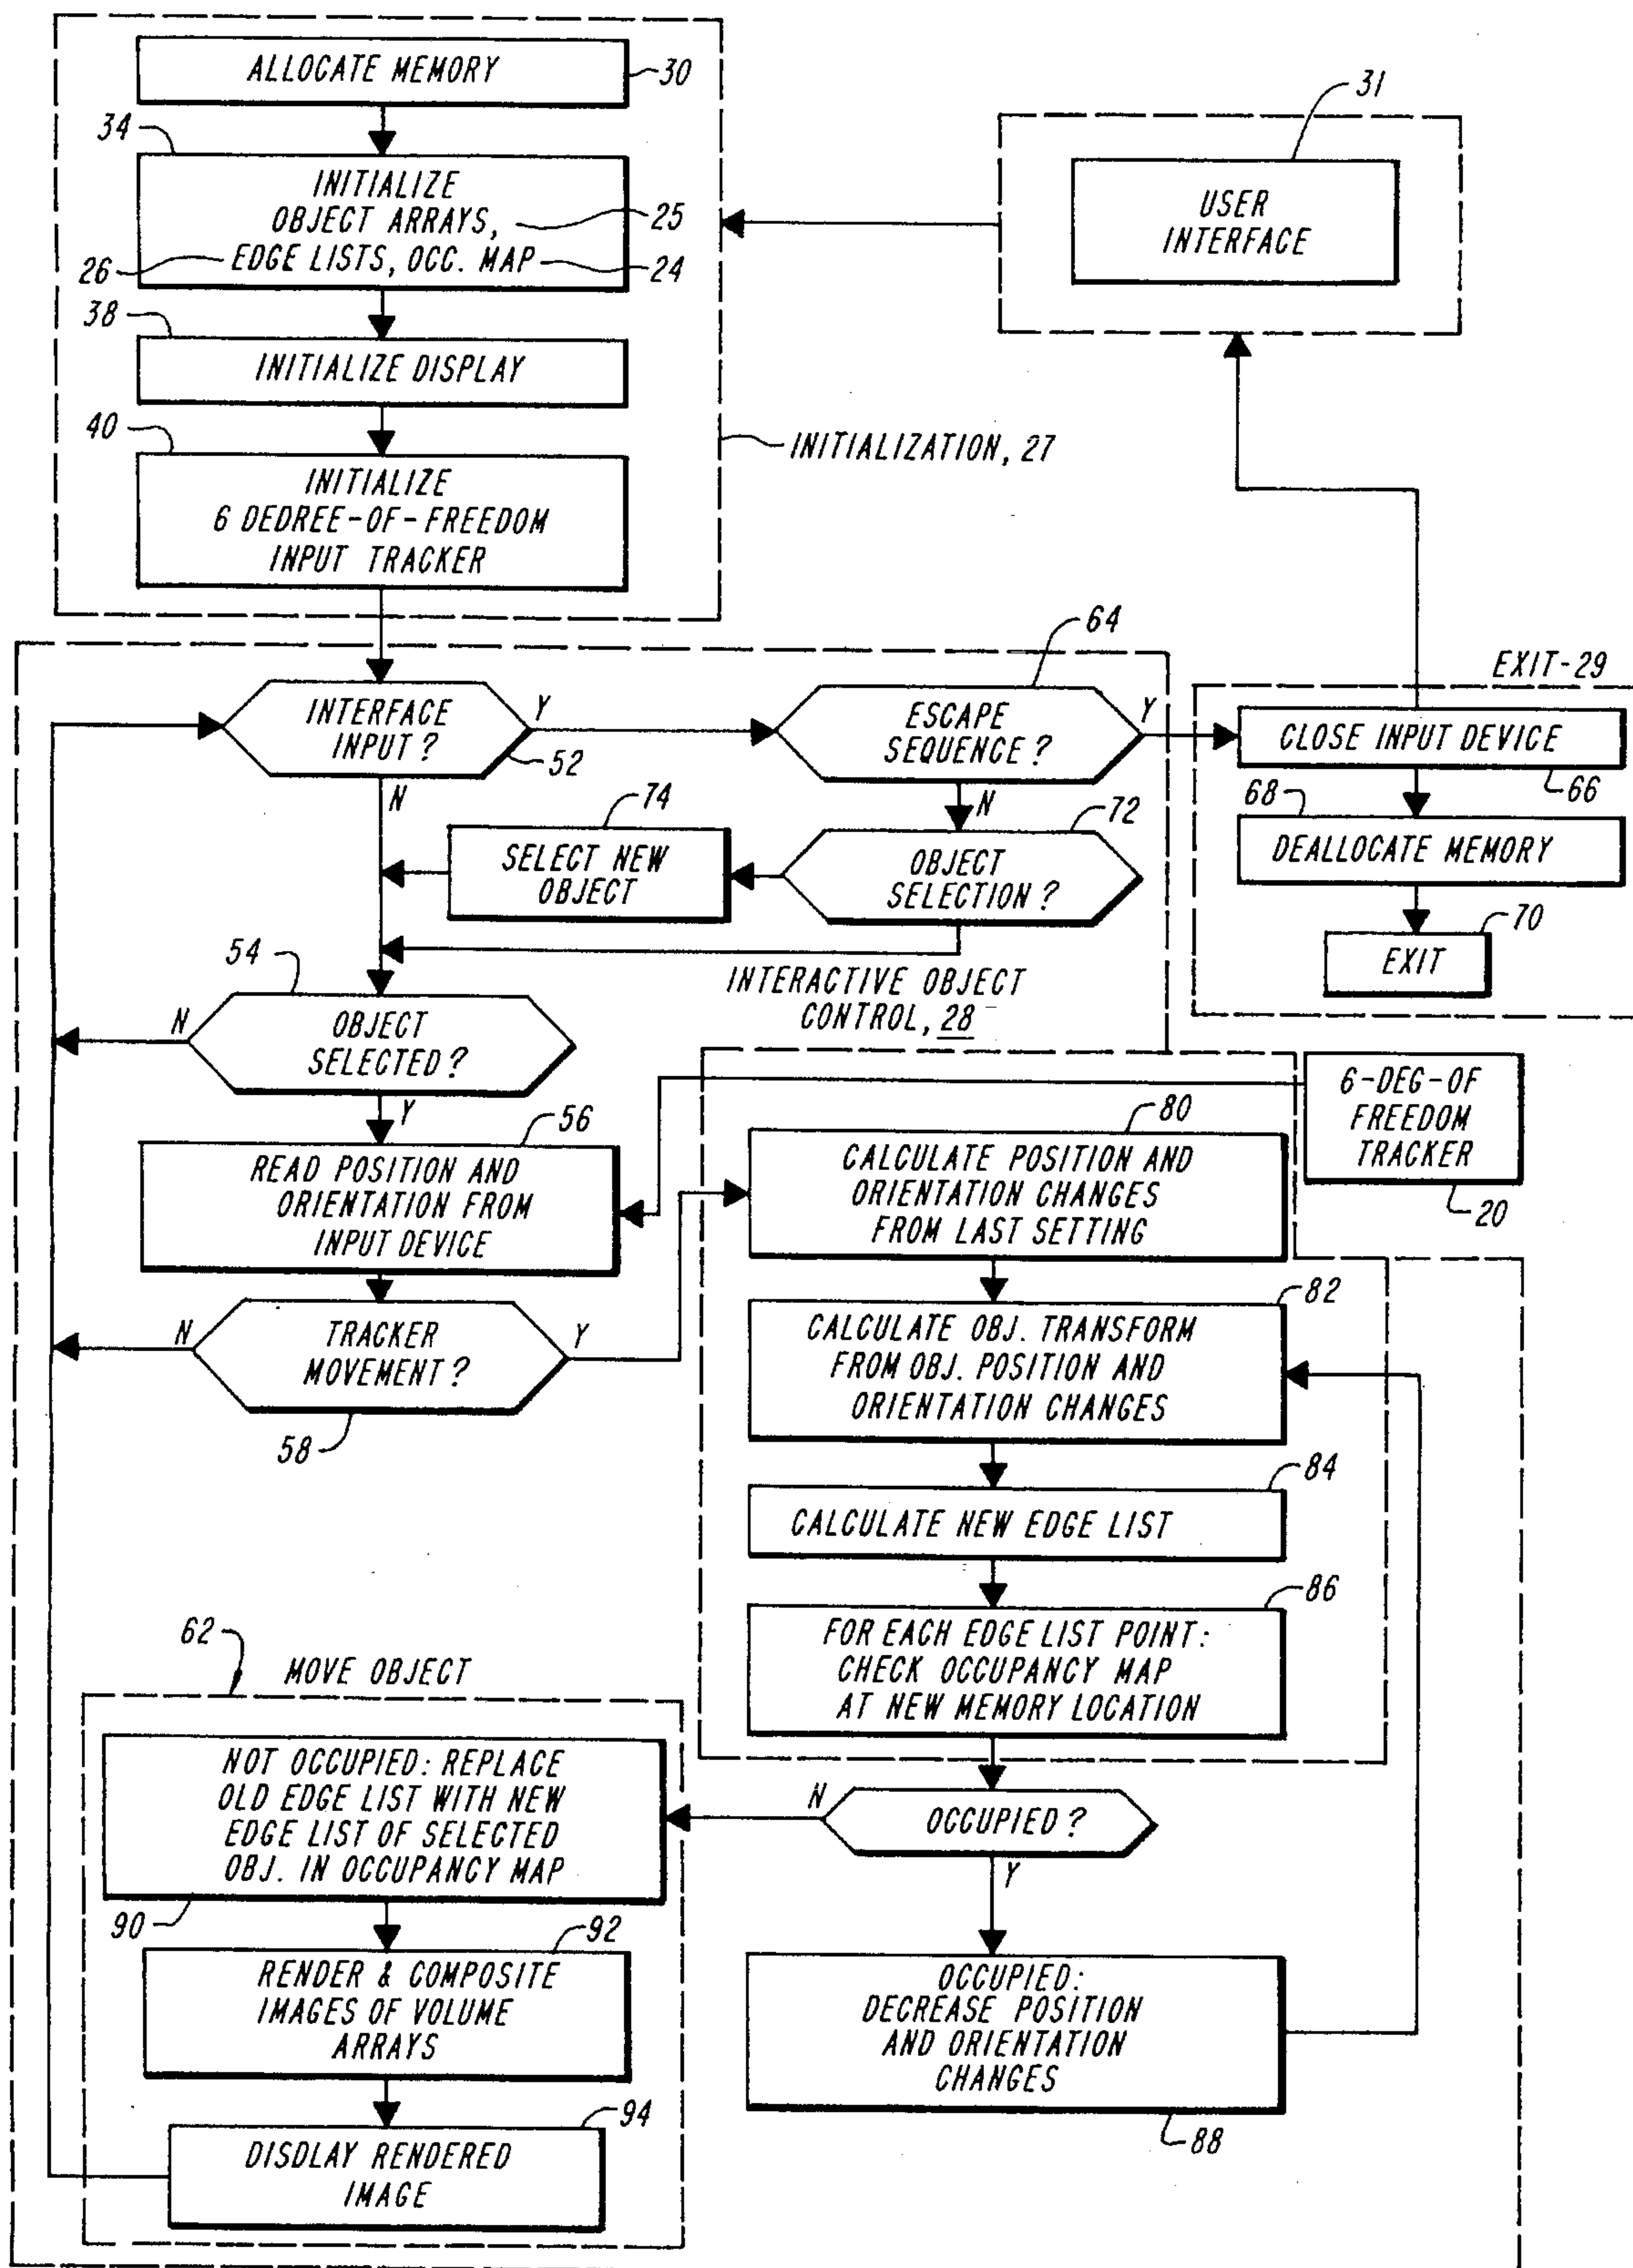 ALLOCATE MEMORY
30
34
INITIALIZE
OBJECT ARRAYS,
25
26
EDGE LISTS, OCC. MAP
24
38
INITIALIZE DISPLAY
40
INITIALIZE
6 DEDREE-OF-FREEDOM
INPUT TRACKER
INITIALIZATION, 27
31
USER
INTERFACE
INTERFACE
INPUT?
52
Y
N
64
ESCAPE
SEQUENCE?
Y
N
EXIT-29
CLOSE INPUT DEVICE
66
68
DEALLOCATE MEMORY
70
EXIT
74
SELECT NEW
OBJECT
72
OBJECT
SELECTION?
INTERACTIVE OBJECT
CONTROL, 28
54
OBJECT
SELECTED?
N
Y
56
READ POSITION AND
ORIENTATION FROM
INPUT DEVICE
6-DEG-OF
FREEDOM
TRACKER
20
TRACKER
MOVEMENT?
N
Y
58
80
CALCULATE POSITION AND
ORIENTATION CHANGES
FROM LAST SETTING
82
CALCULATE OBJ. TRANSFORM
FROM OBJ. POSITION AND
ORIENTATION CHANGES
84
CALCULATE NEW EDGE LIST
86
FOR EACH EDGE LIST POINT:
CHECK OCCUPANCY MAP
AT NEW MEMORY LOCATION
OCCUPIED?
N
Y
OCCUPIED:
DECREASE POSITION
AND ORIENTATION
CHANGES
88
62
MOVE OBJECT
NOT OCCUPIED: REPLACE
OLD EDGE LIST WITH NEW
EDGE LIST OF SELECTED
OBJ. IN OCCUPANCY MAP
90
92
RENDER & COMPOSITE
IMAGES OF VOLUME
ARRAYS
94
DISDLAY RENDERED
IMAGE